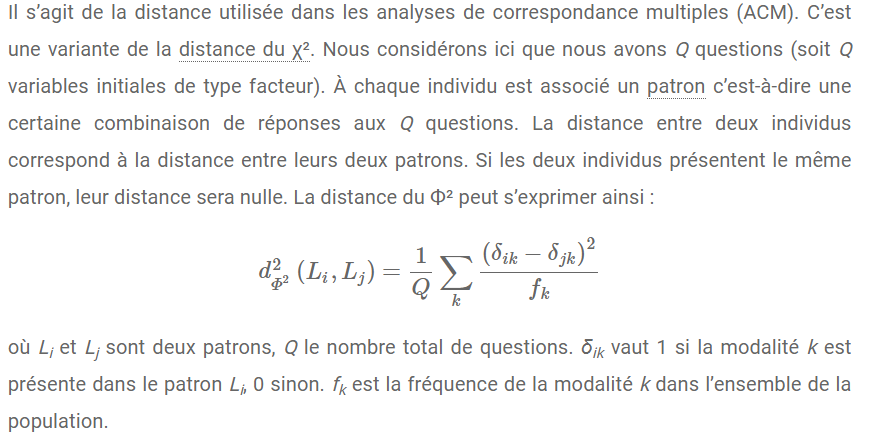 Il s’agit de la distance utilisée dans les analyses de correspondance multiples (ACM). C’est
une variante de la distance du χ². Nous considérons ici que nous avons Q questions (soit Q
variables initiales de type facteur). À chaque individu est associé un patron c’est-à-dire une
certaine combinaison de réponses aux Q questions. La distance entre deux individus
correspond à la distance entre leurs deux patrons. Si les deux individus présentent le même
patron, leur distance sera nulle. La distance du Φ² peut s’exprimer ainsi :
d²_{Φ²} (L_i, L_j) = \frac{1}{Q} \sum_k \frac{(δ_{ik} − δ_{jk})^2}{f_k}
où L_i et L_j sont deux patrons, Q le nombre total de questions. δ_{ik} vaut 1 si la modalité k est
présente dans le patron L_i, 0 sinon. f_k est la fréquence de la modalité k dans l’ensemble de la
population.